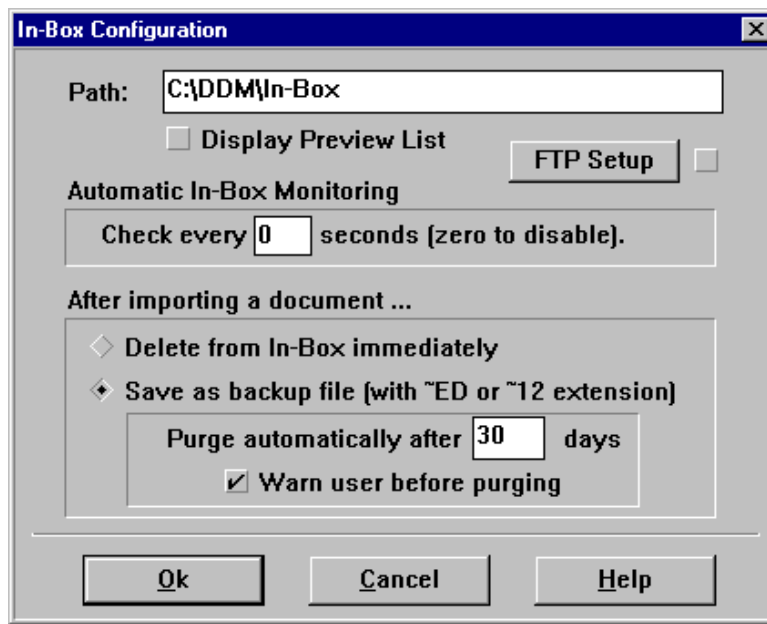 In-Box Configuration
Path: C:\DDM\In-Box
Display Preview List
FTP Setup
Automatic In-Box Monitoring
Check every 0 seconds (zero to disable).
After importing a document ...
Delete from In-Box immediately
Save as backup file (with ~ED or ~12 extension)
Purge automatically after 30 days
Warn user before purging
Ok Cancel Help